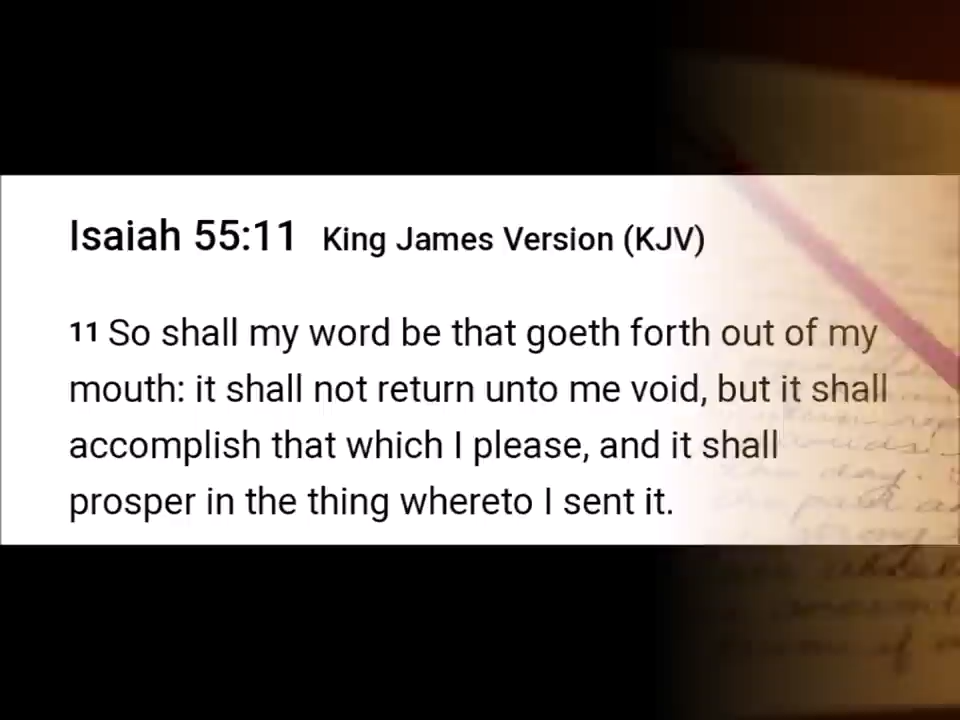 Isaiah 55:11 King James Version (KJV)
11 So shall my word be that goeth forth out of my
mouth: it shall not return unto me void, but it shall
accomplish that which I please, and it shall
prosper in the thing whereto I sent it.
the day.